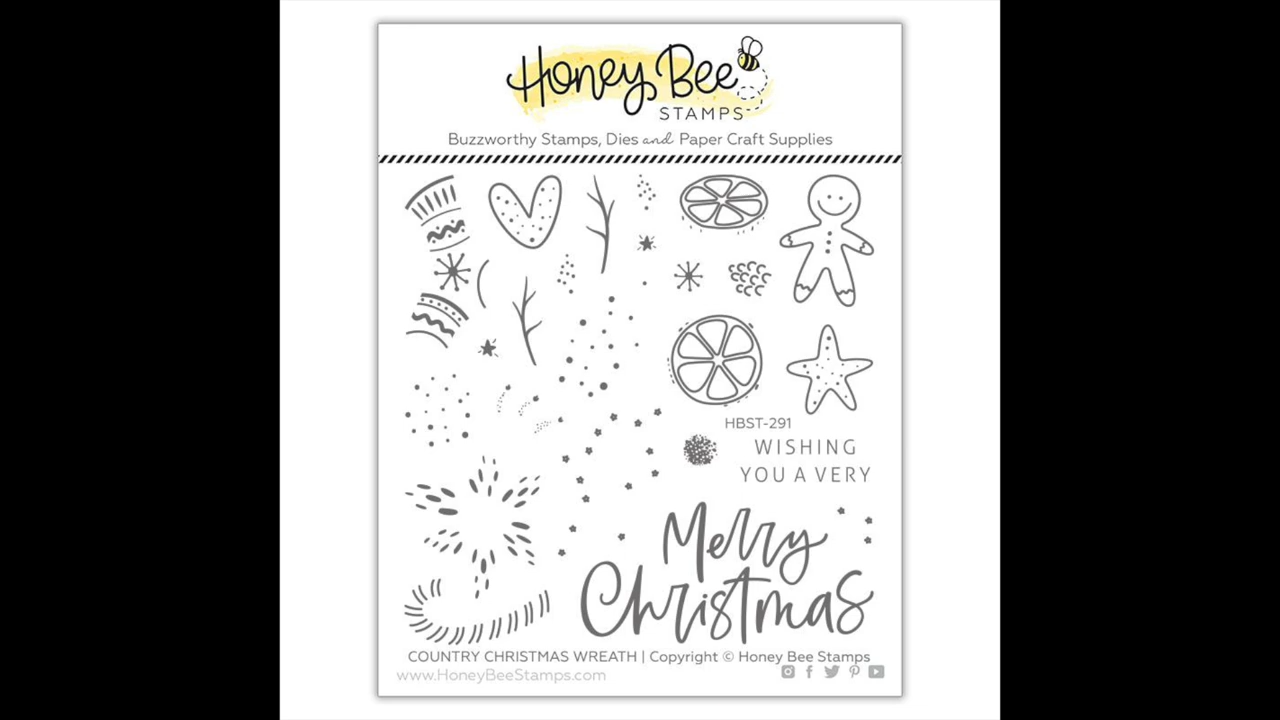 Honey Bee
STAMPS
Buzzworthy Stamps, Dies and Paper Craft Supplies
HBST-291
WISHING
YOU A VERY
Merry
Christmas
COUNTRY CHRISTMAS WREATH | Copyright © Honey Bee Stamps
www.HoneyBeeStamps.com